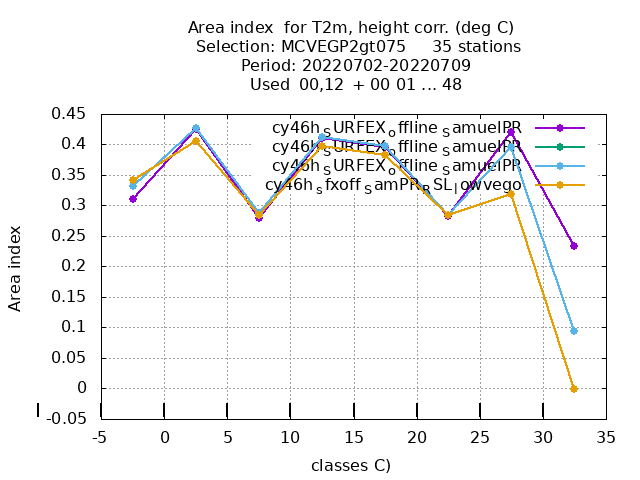 Area index  for T2m, height corr. (deg C)
Selection: MCVEGP2gt075     35 stations
Period: 20220702-20220709
Used  00,12  + 00 01 ... 48
cy46h_SURFEX_offline_SamuelPR
cy46h_SURFEX_offline_SamuelPR
cy46h_SURFEX_offline_SamuelPR
cy46h_sfxoff_SamPR_RSL_lowvego
Area index
0.45
0.4
0.35
0.3
0.25
0.2
0.15
0.1
0.05
0
-0.05
-5 0 5 10 15 20 25 30 35
classes C)